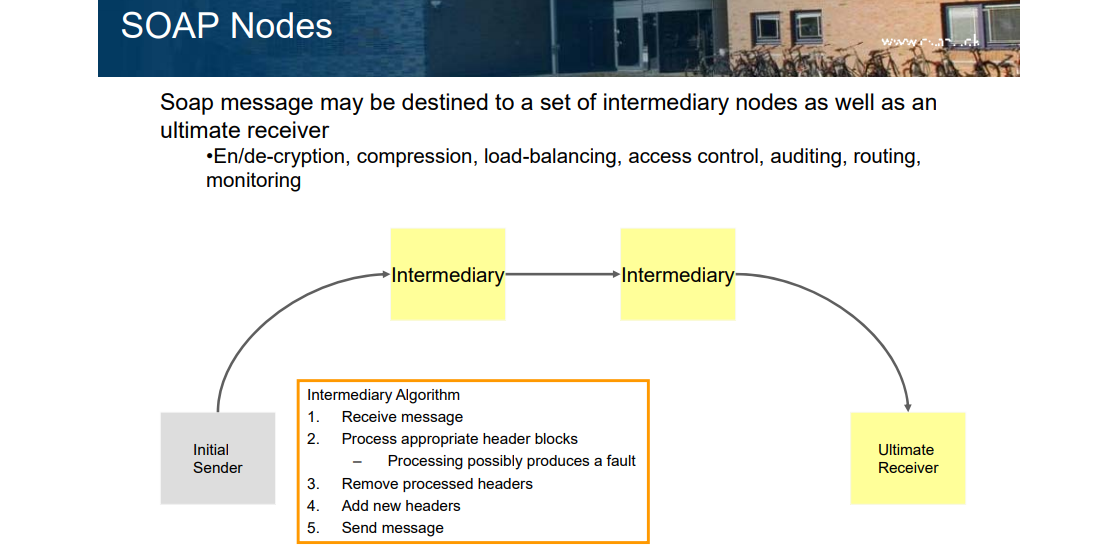 SOAP Nodes
Soap message may be destined to a set of intermediary nodes as well as an
ultimate receiver
•En/de-cryption, compression, load-balancing, access control, auditing, routing,
monitoring
Intermediary
Intermediary
Intermediary Algorithm
1. Receive message
2. Process appropriate header blocks
– Processing possibly produces a fault
3. Remove processed headers
4. Add new headers
5. Send message
Initial
Sender
Ultimate
Receiver